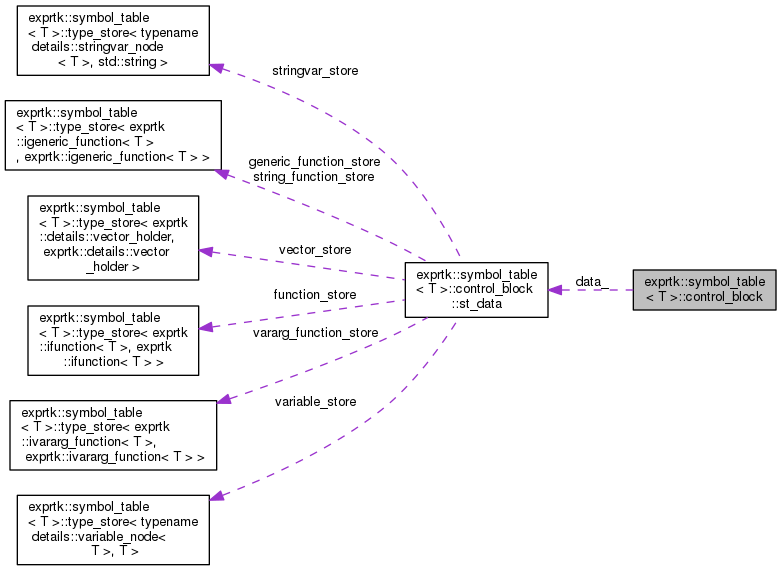 exprtk::symbol_table
< T >::type_store< typename
details::stringvar_node
< T >, std::string >
stringvar_store
exprtk::symbol_table
< T >::type_store< exprtk
::igeneric_function< T >
, exprtk::igeneric_function< T > >
generic_function_store
string_function_store
exprtk::symbol_table
< T >::type_store< exprtk
::details::vector_holder,
exprtk::details::vector
_holder >
vector_store
exprtk::symbol_table
< T >::type_store< exprtk
::ifunction< T >, exprtk
::ifunction< T > >
function_store
vararg_function_store
exprtk::symbol_table
< T >::type_store< exprtk
::ivararg_function< T >,
exprtk::ivararg_function< T > >
variable_store
exprtk::symbol_table
< T >::type_store< typename
details::variable_node<
T >, T >
exprtk::symbol_table
< T >::control_block
::st_data
data_
exprtk::symbol_table
< T >::control_block